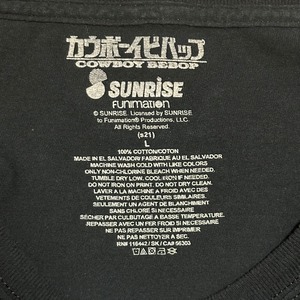 カウボーイビバップ
COWBOY BEBOP
SUNRISE
FUNIMATION
© SUNRISE. Licensed by SUNRISE
to Funimation® Productions, LLC.
All Rights Reserved.
(s21)
L
100% COTTON/COTON
MADE IN EL SALVADOR/ FABRIQUE AU EL SALVADOR
MACHINE WASH COLD WITH LIKE COLORS
ONLY NON-CHLORINE BLEACH WHEN NEEDED.
TUMBLE DRY LOW. COOL IRON IF NEEDED.
DO NOT IRON ON PRINT. DO NOT DRY CLEAN.
LAVER A LA MACHINE A FROID AVEC DES
VETEMENTS DE COULEURS SIMILAIRES.
SEULEMENT AGENT DE BLANCHIMENT
SANS CHLORE SI NECESSAIRE
SÉCHER PAR CULBUTAGE A BASSE TEMPERATURE.
REPASSER A FROID SI NECESSAIRE
NE PAS REPASSER SUR IMPRIMER
NE PAS NETTOYER A SEC.
RN# 116442 / SK / CA# 56303